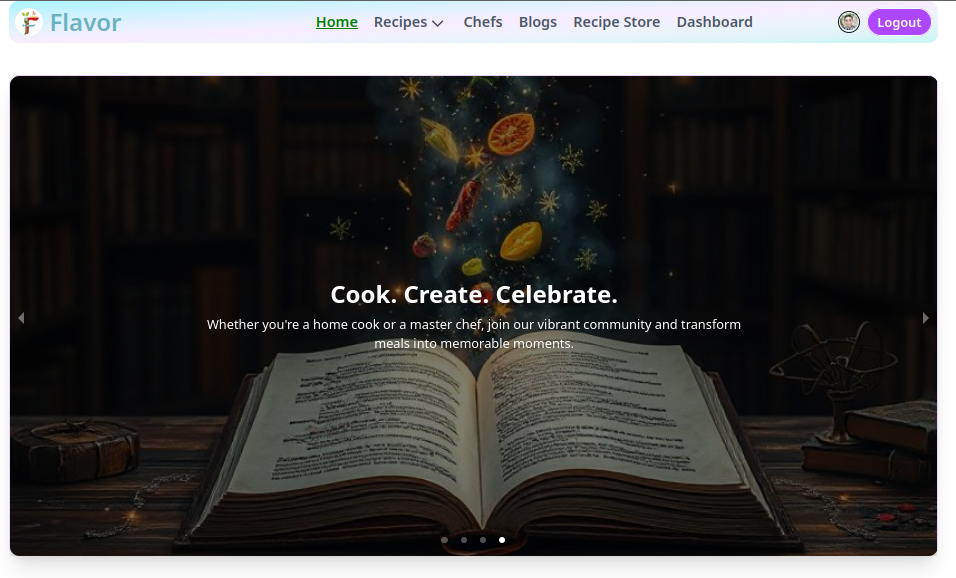 Flavor
Home Recipes Chefs Blogs Recipe Store Dashboard
Logout
Cook. Create. Celebrate.
Whether you're a home cook or a master chef, join our vibrant community and transform
meals into memorable moments.